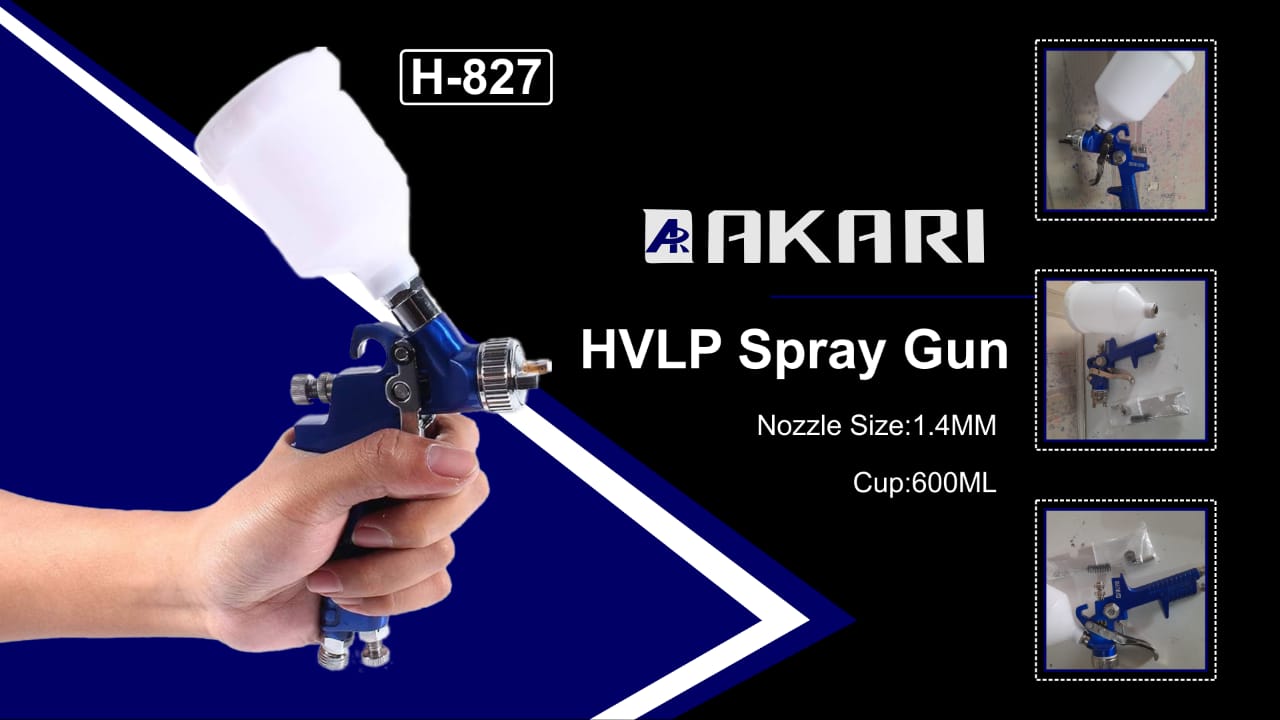 H-827
AKARI
HVLP Spray Gun
Nozzle Size:1.4MM
Cup:600ML